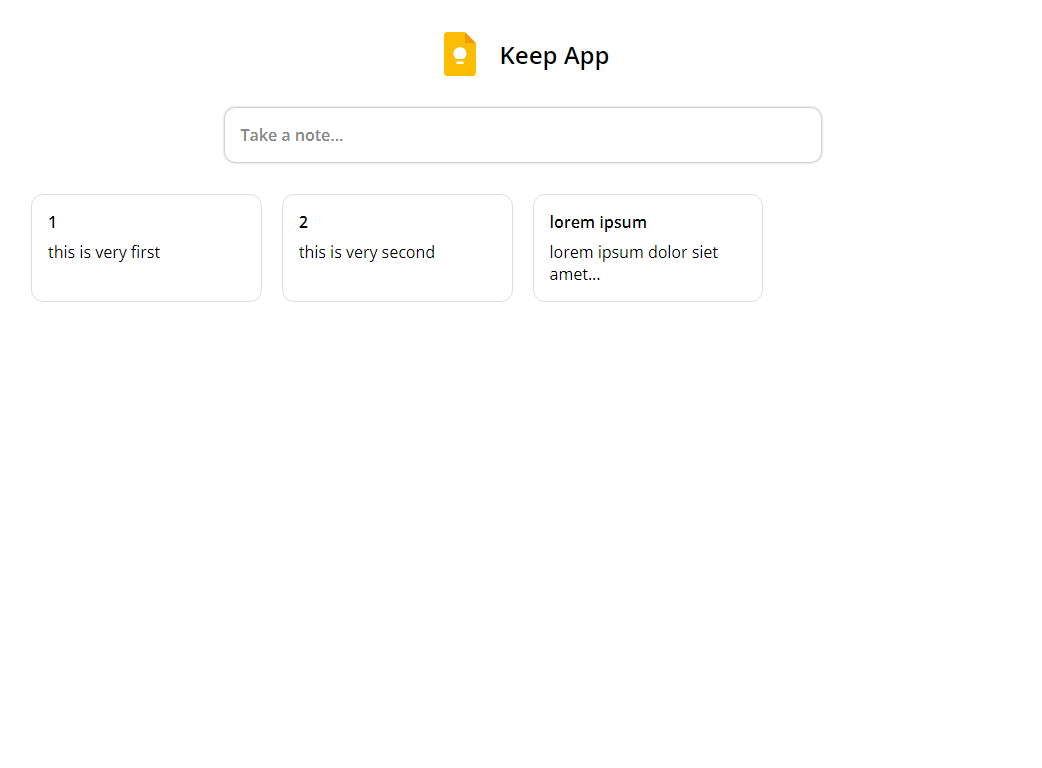 Keep App
Take a note...
1
this is very first
2
this is very second
lorem ipsum
lorem ipsum dolor siet
amet...